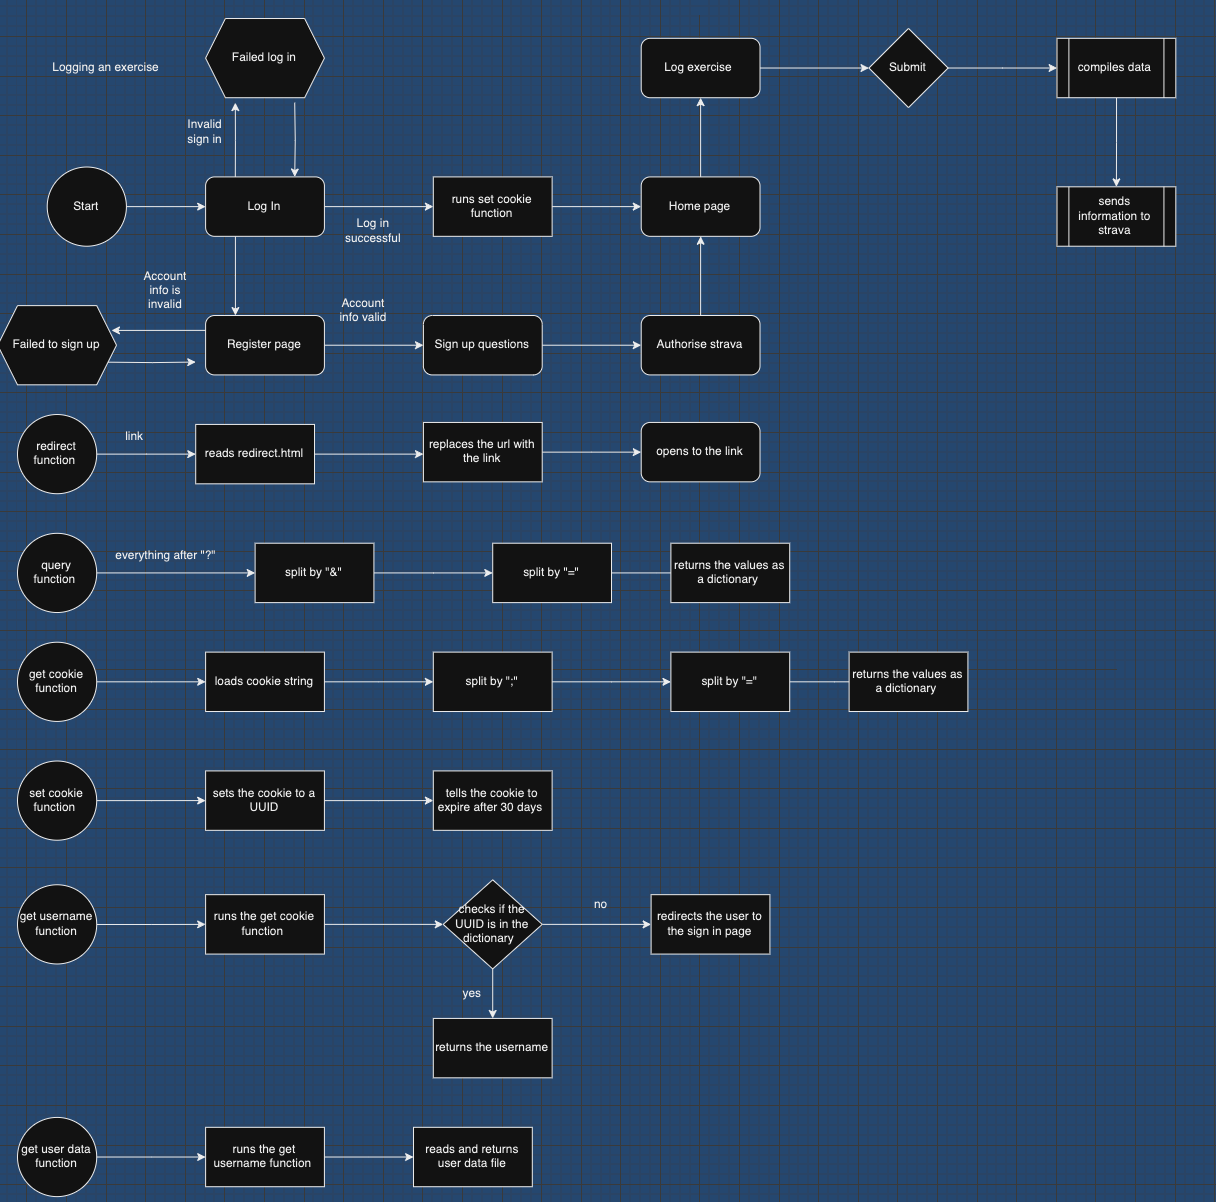 Failed log in
Logging an exercise
Log exercise
Submit
compiles data
Invalid
sign in
Start
Log In
Log in
successful
runs set cookie
function
Home page
sends
information to
strava
Account
info is
invalid
Account
info valid
Failed to sign up
Register page
Sign up questions
Authorise strava
redirect
function
link
reads redirect.html
replaces the url with
the link
opens to the link
query
function
everything after "?"
split by "&"
split by "="
returns the values as
a dictionary
get cookie
function
loads cookie string
split by ";"
split by "="
returns the values as
a dictionary
set cookie
function
sets the cookie to a
UUID
tells the cookie to
expire after 30 days
get username
function
runs the get cookie
function
checks if the
UUID is in the
dictionary
no
redirects the user to
the sign in page
yes
returns the username
get user data
function
runs the get
username function
reads and returns
user data file